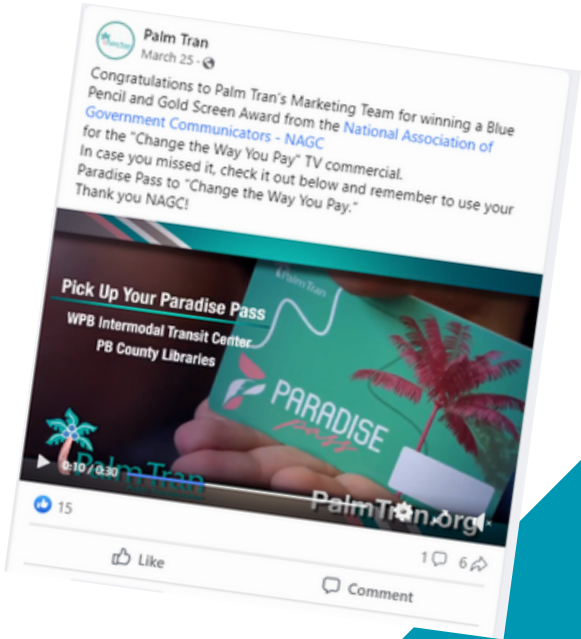 Palm Tran
March 25
Congratulations to Palm Tran's Marketing Team for winning a Blue
Pencil and Gold Screen Award from the National Association of
Government Communicators - NAGC
for the "Change the Way You Pay" TV commercial.
In case you missed it, check it out below and remember to use your
Paradise Pass to "Change the Way You Pay."
Thank you NAGC!
PalmTran
Pick Up Your Paradise Pass
WPB Intermodal Transit Center
PB County Libraries
PARADISE
pass
0:10 / 0:30
Palm Tran
PalmTran.org
15
1 6
Like
Comment